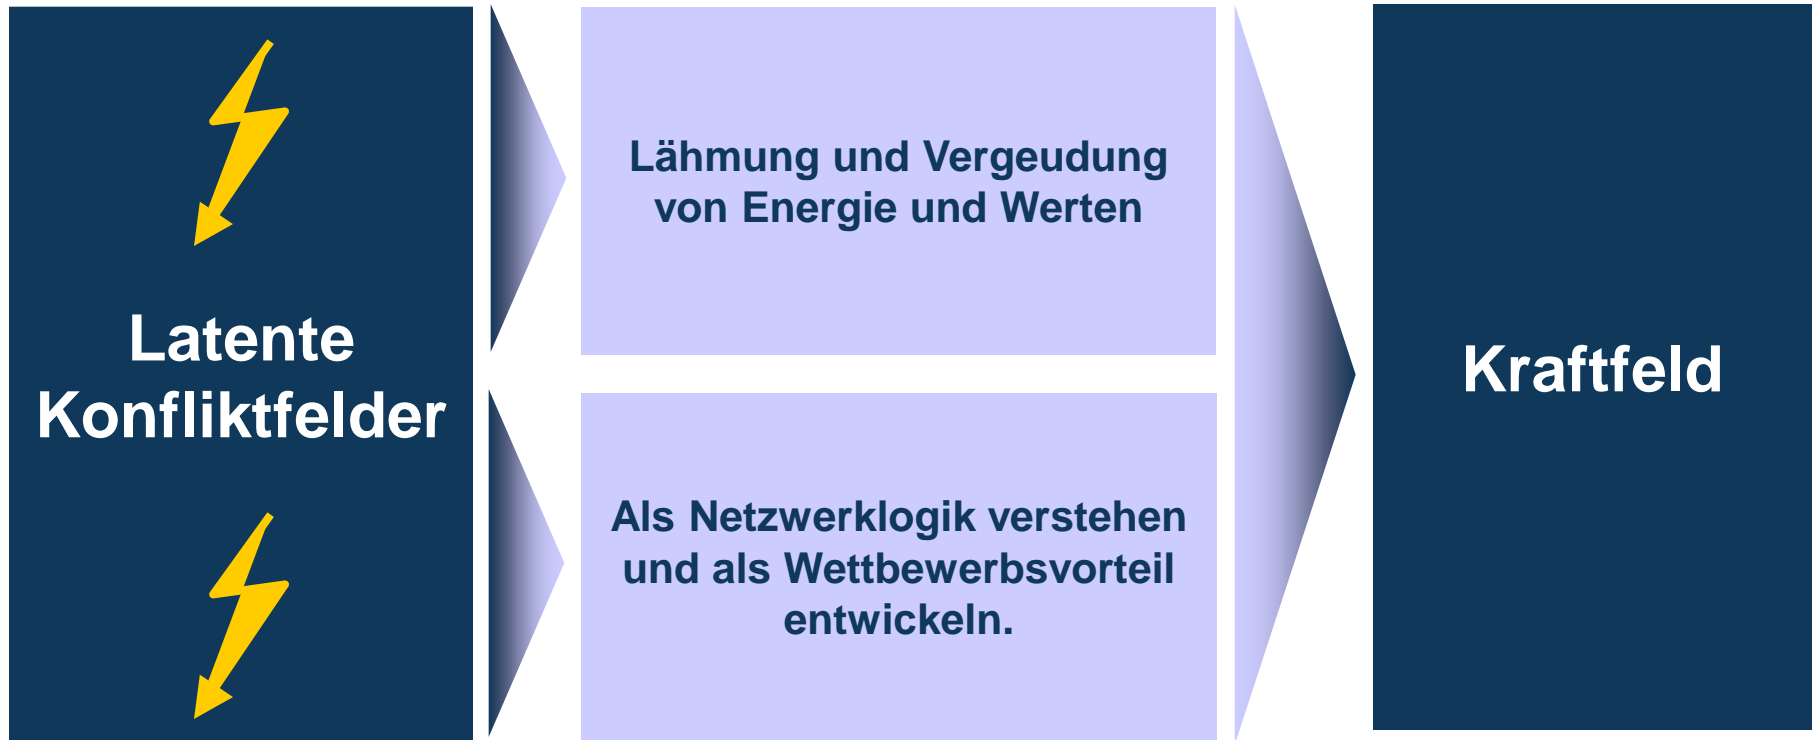 Latente
Konfliktfelder
Lähmung und Vergeudung
von Energie und Werten
Als Netzwerklogik verstehen
und als Wettbewerbsvorteil
entwickeln.
Kraftfeld